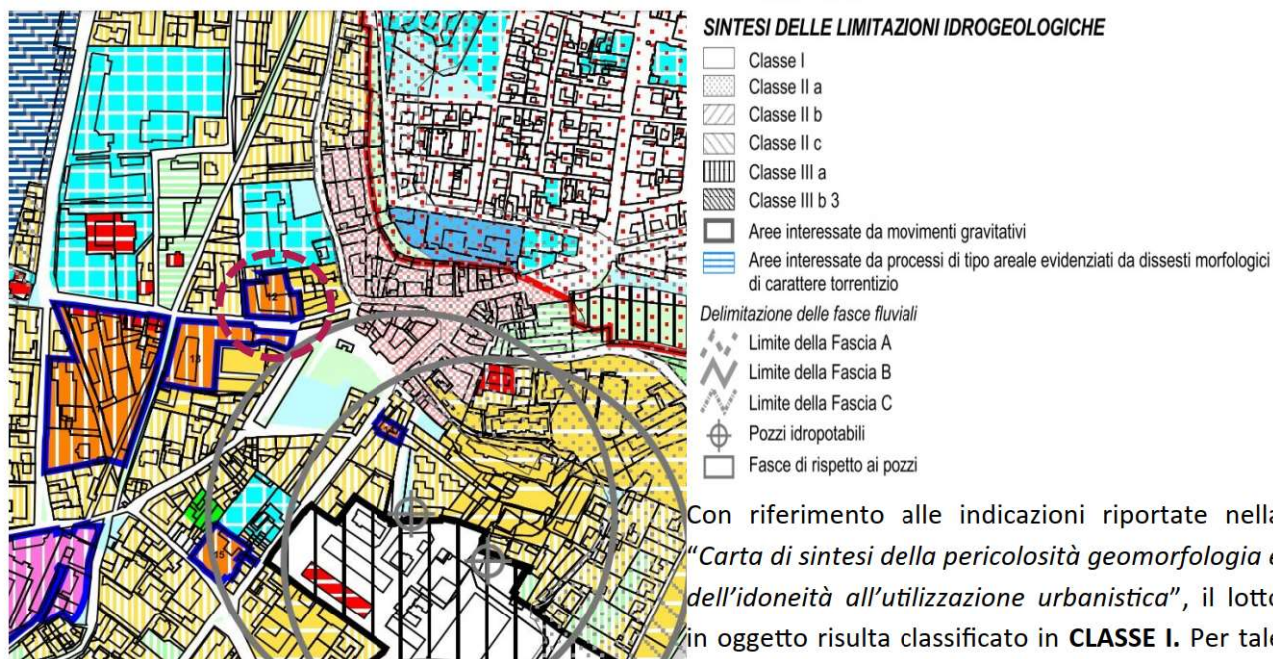 SINTESI DELLE LIMITAZIONI IDROGEOLOGICHE
Classe I
Classe II a
Classe II b
Classe II c
Classe III a
Classe III b 3
Aree interessate da movimenti gravitativi
Aree interessate da processi di tipo areale evidenziati da dissesti morfologici
di carattere torrentizio
Delimitazione delle fasce fluviali
Limite della Fascia A
Limite della Fascia B
Limite della Fascia C
Pozzi idropotabili
Fasce di rispetto ai pozzi
Con riferimento alle indicazioni riportate nella
“Carta di sintesi della pericolosità geomorfologia e
dell’idoneità all’utilizzazione urbanistica”, il lotto
in oggetto risulta classificato in CLASSE I. Per tale
12
13
15